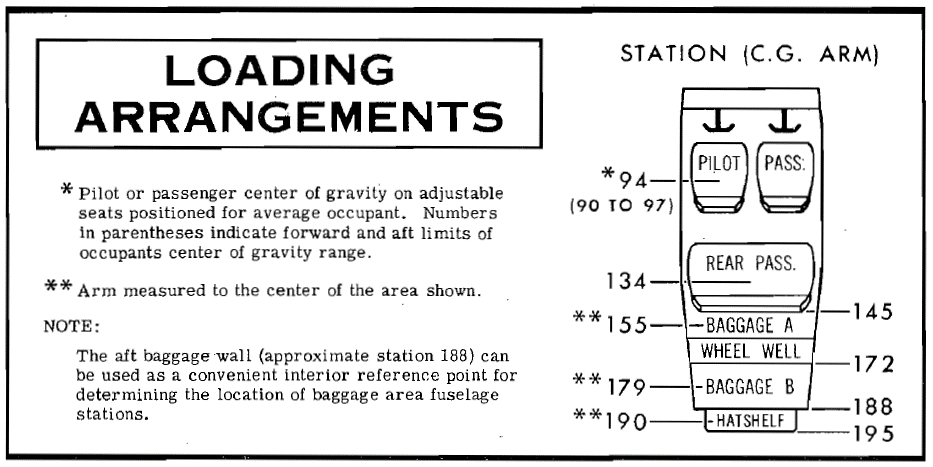 LOADING
ARRANGEMENTS
* Pilot or passenger center of gravity on adjustable
seats positioned for average occupant. Numbers
in parentheses indicate forward and aft limits of
occupants center of gravity range.
** Arm measured to the center of the area shown.
NOTE:
The aft baggage wall (approximate station 188) can
be used as a convenient interior reference point for
determining the location of baggage area fuselage
stations.
STATION (C.G. ARM)
PILOT PASS.
*94
(90 TO 97)
REAR PASS.
134
145
**155 BAGGAGE A
WHEEL WELL
172
**179 BAGGAGE B
188
**190 HATSHELF
195